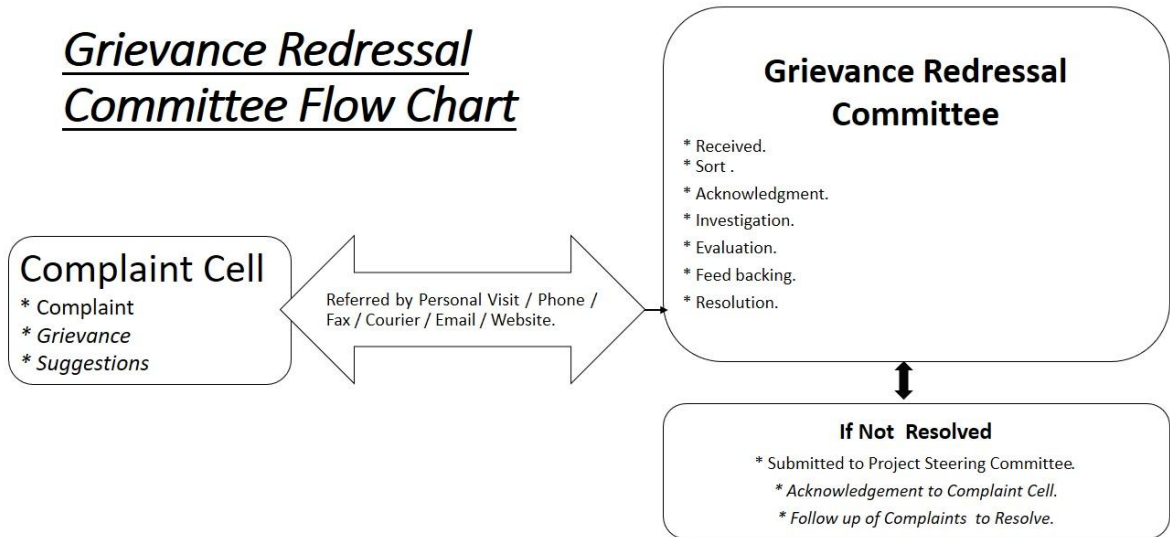 Grievance Redressal
Committee Flow Chart
Complaint Cell
* Complaint
* Grievance
* Suggestions
Referred by Personal Visit / Phone /
Fax / Courier / Email / Website.
Grievance Redressal
Committee
* Received.
* Sort .
* Acknowledgment.
* Investigation.
* Evaluation.
* Feed backing.
* Resolution.
If Not Resolved
* Submitted to Project Steering Committee.
* Acknowledgement to Complaint Cell.
* Follow up of Complaints to Resolve.